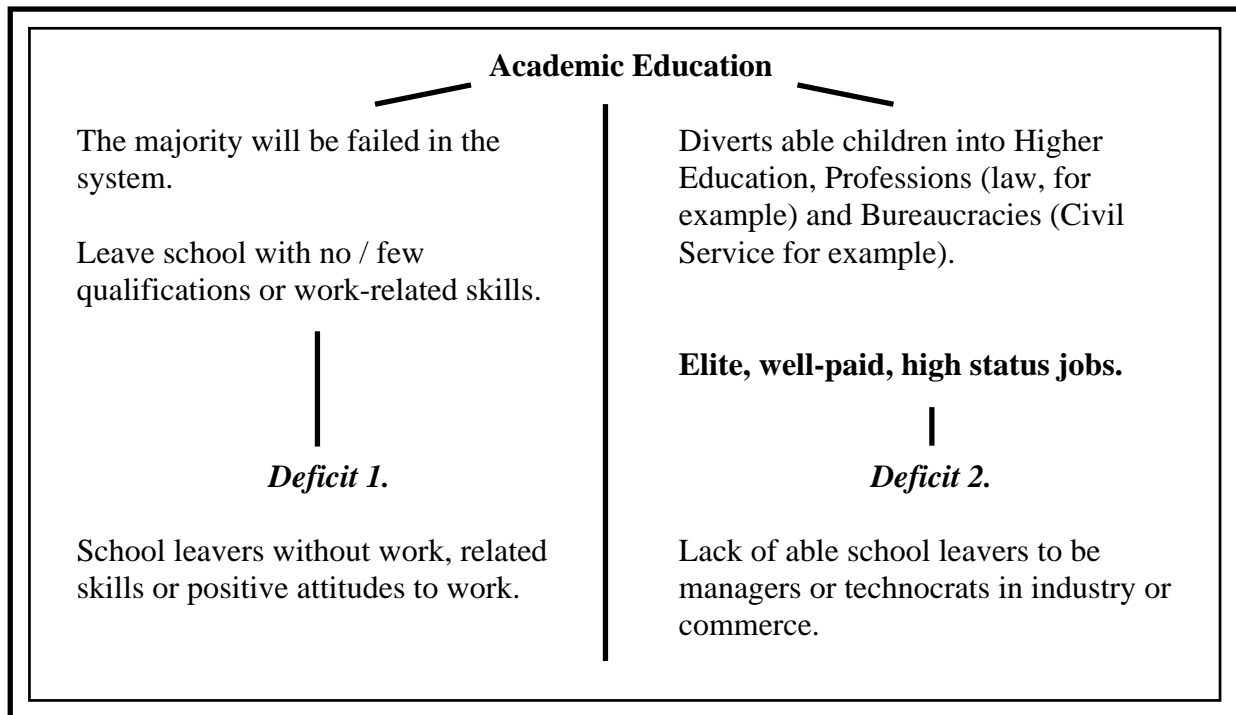 Academic Education
The majority will be failed in the
system.
Leave school with no / few
qualifications or work-related skills.
Deficit 1.
School leavers without work, related
skills or positive attitudes to work.
Diverts able children into Higher
Education, Professions (law, for
example) and Bureaucracies (Civil
Service for example).
Elite, well-paid, high status jobs.
Deficit 2.
Lack of able school leavers to be
managers or technocrats in industry or
commerce.